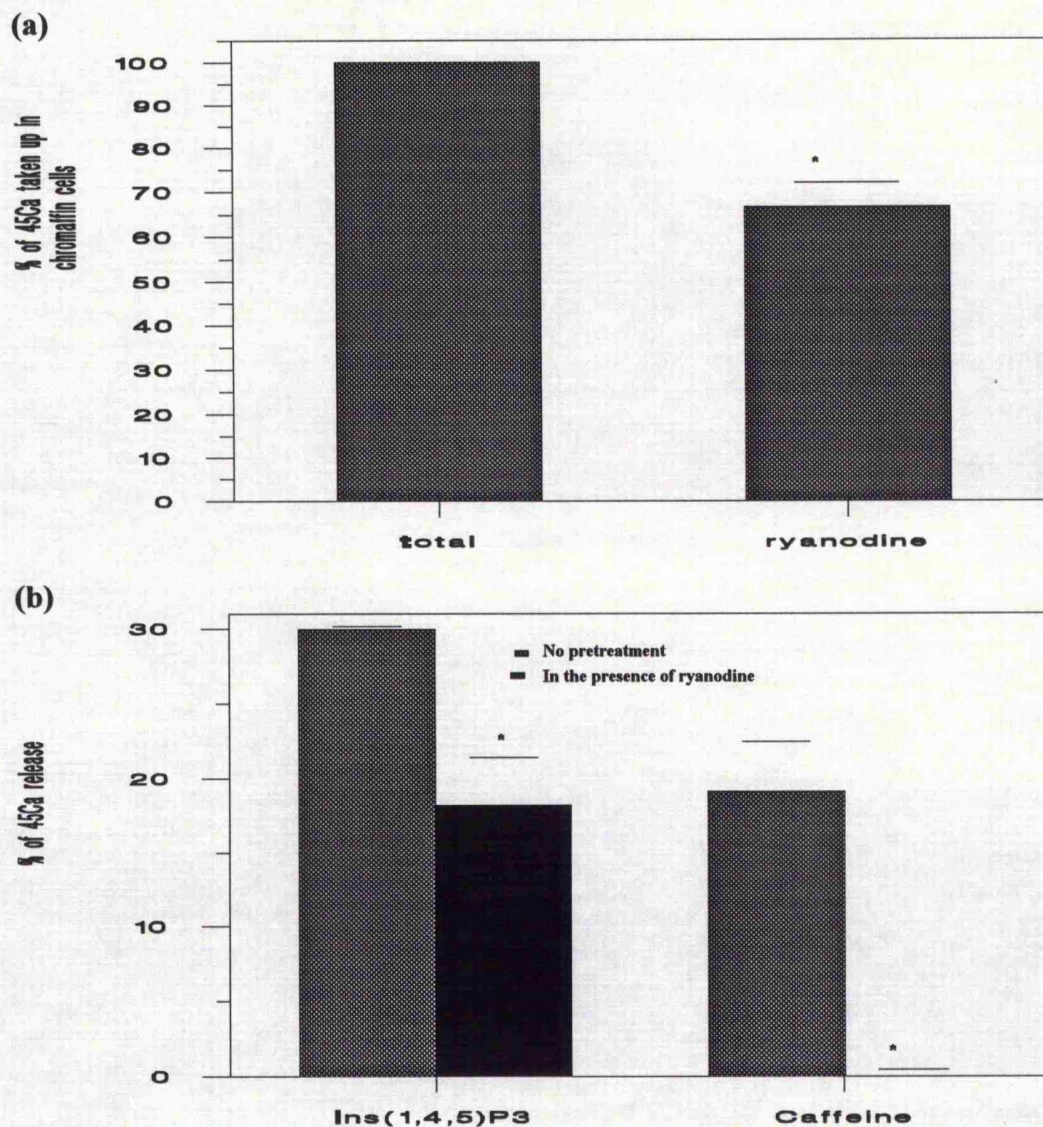 (a)
100
90
80
70
60
50
40
30
20
10
0
% of 45Ca taken up in
chromaffin cells
*
total
ryanodine
(b)
30
20
10
0
% of 45Ca release
No pretreatment
In the presence of ryanodine
*
*
Ins(1,4,5)P3
Caffeine